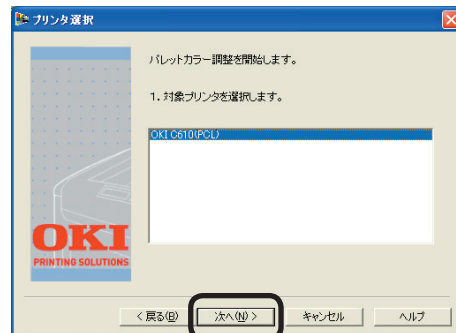 プリンタ選択
パレットカラー調整を開始します。
1. 対象プリンタを選択します。
OKI C610(PCL)
OKI
PRINTING SOLUTIONS
< 戻る(B)
次へ(N) >
キャンセル
ヘルプ